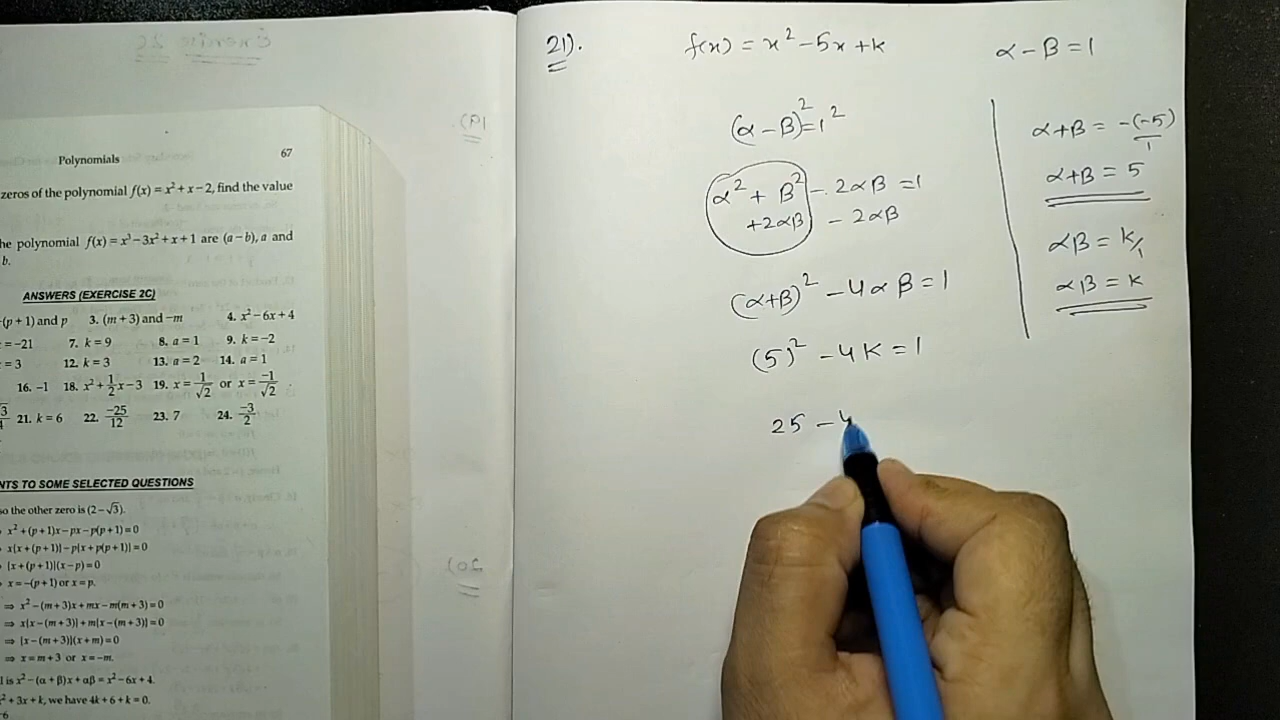 Polynomials 67
zeros of the polynomial f(x) = x² + x − 2, find the value
he polynomial f(x) = x³ − 3x² + x + 1 are (a − b), a and
b.
ANSWERS (EXERCISE 2C)
(p + 1) and p 3. (m + 3) and −m 4. x² − 6x + 4
= −21 7. k = 9 8. a = 1 9. k = −2
= 3 12. k = 3 13. a = 2 14. a = 1
16. −1 18. x² + 1/2 x − 3 19. x = 1/√2 or x = −1/√2
21. k = 6 22. −25/12 23. 7 24. −3/2
NTS TO SOME SELECTED QUESTIONS
so the other zero is (2 − √3).
x² + (p + 1)x − px − p(p + 1) = 0
x{x + (p + 1)} − p{x + p(p + 1)} = 0
{x + (p + 1)}(x − p) = 0
x = −(p + 1) or x = p.
⇒ x² − (m + 3)x + mx − m(m + 3) = 0
⇒ x{x − (m + 3)} + m{x − (m + 3)} = 0
⇒ {x − (m + 3)}(x + m) = 0
⇒ x = m + 3 or x = −m.
l is x² − (α + β)x + αβ = x² − 6x + 4.
x² + 3x + k, we have 4k + 6 + k = 0.
21). f(x) = x² − 5x + k α − β = 1
(α − β)² = 1²
α² + β² − 2αβ = 1
+2αβ − 2αβ
(α+β)² − 4αβ = 1
(5)² − 4K = 1
25 − 4
α+β = −(−5)/1
α+β = 5
αβ = K/1
αβ = K